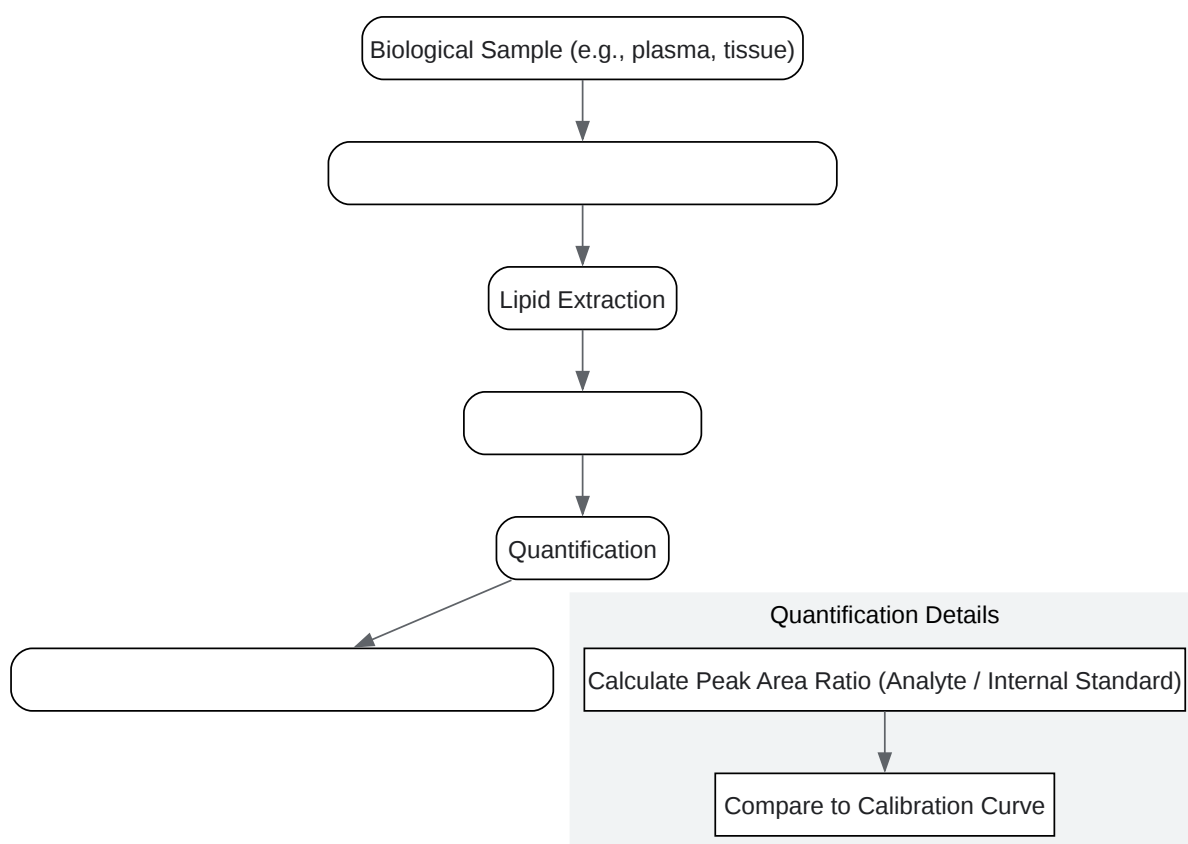 Biological Sample (e.g., plasma, tissue)
Lipid Extraction
Quantification
Quantification Details
Calculate Peak Area Ratio (Analyte / Internal Standard)
Compare to Calibration Curve